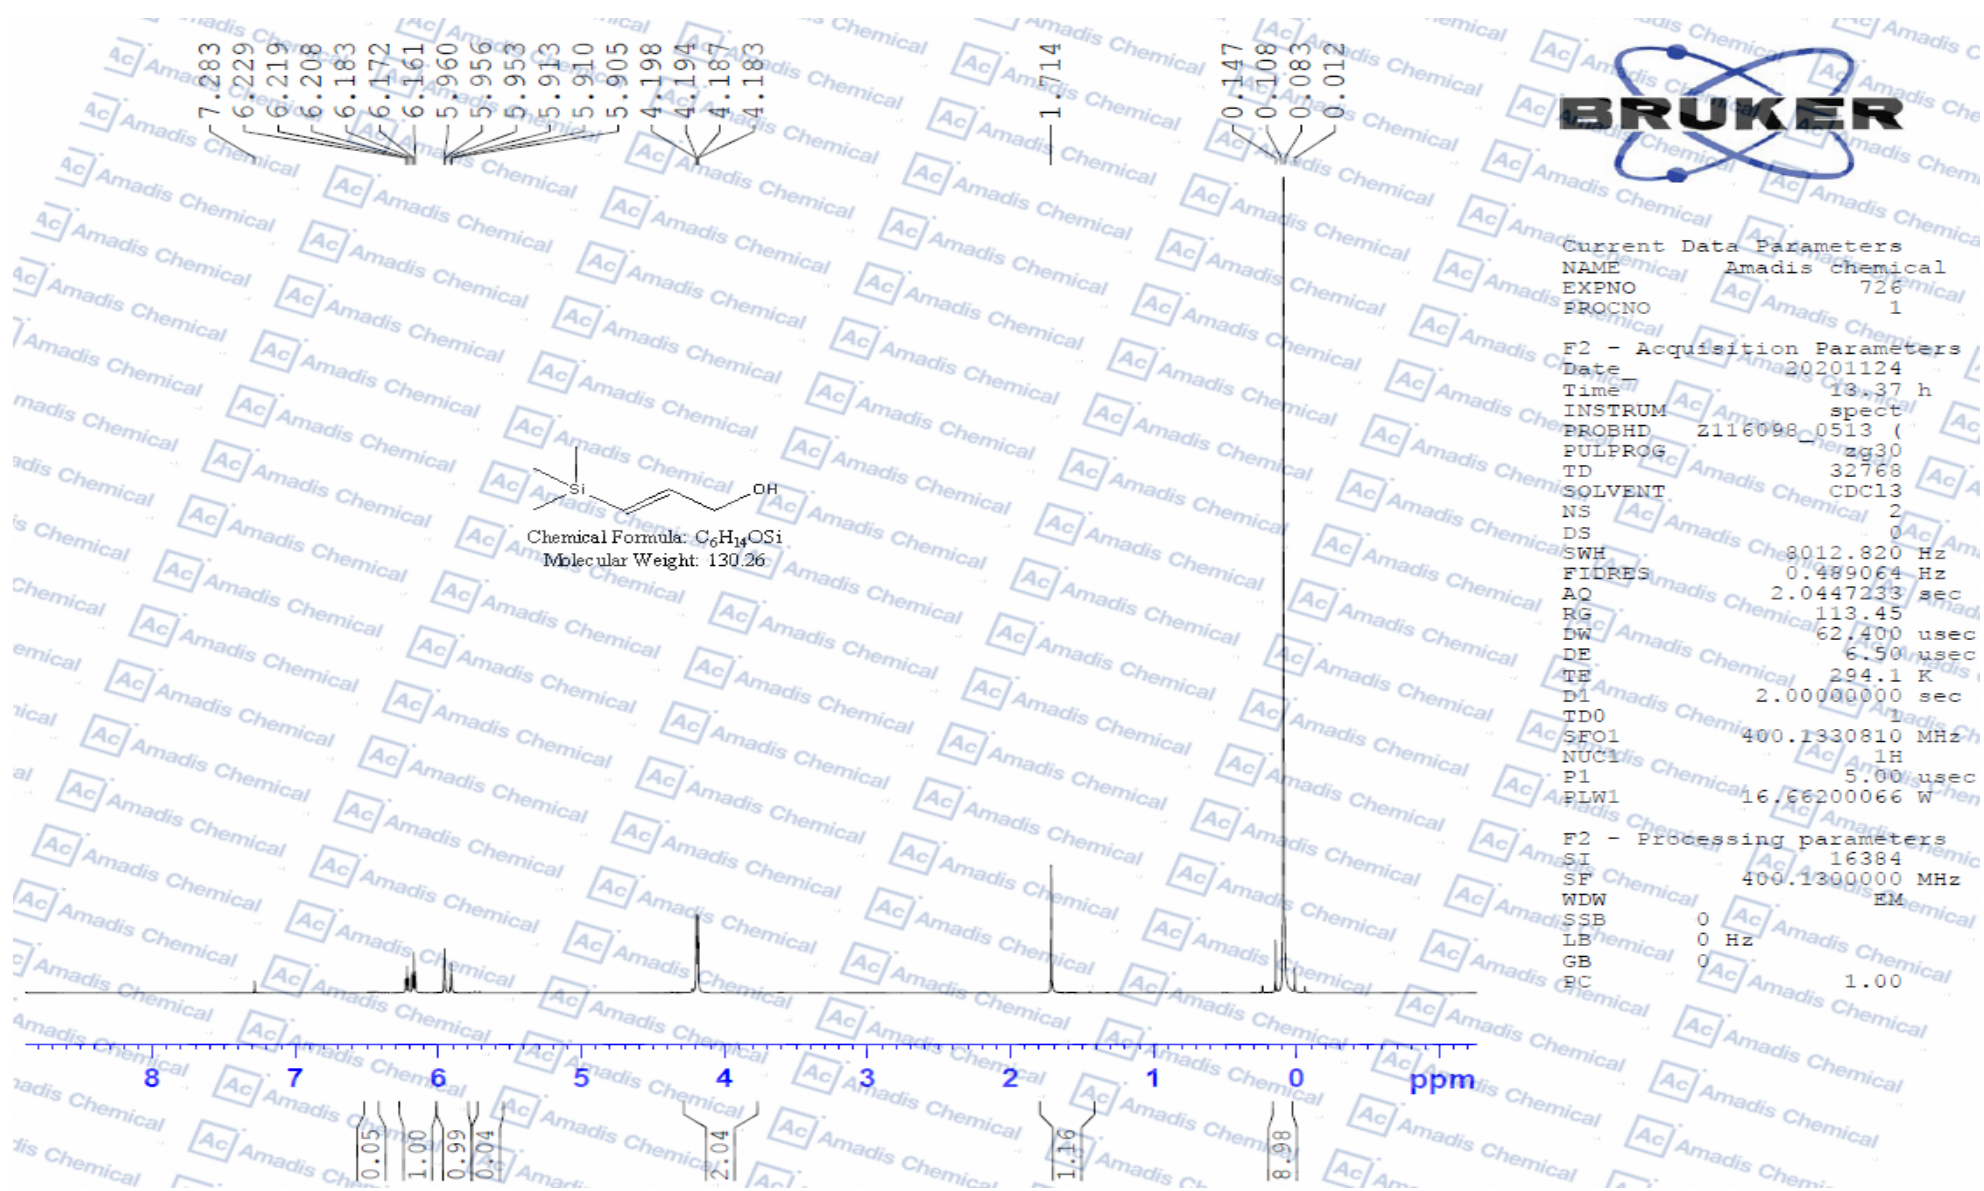 7.283
6.229
6.219
6.208
6.183
6.172
6.161
5.960
5.956
5.953
5.913
5.910
5.905
4.198
4.194
4.187
4.183
1.714
0.147
0.108
0.083
0.012
BRUKER
Current Data Parameters
NAME Amadis chemical
EXPNO 726
PROCNO 1
F2 - Acquisition Parameters
Date_ 20201124
Time 13.37 h
INSTRUM spect
PROBHD Z116098_0513 (
PULPROG zg30
TD 32768
SOLVENT CDCl3
NS 2
DS 0
SWH 8012.820 Hz
FIDRES 0.489064 Hz
AQ 2.0447233 sec
RG 113.45
DW 62.400 usec
DE 6.50 usec
TE 294.1 K
D1 2.00000000 sec
TD0 1
SFO1 400.1330810 MHz
NUC1 1H
P1 5.00 usec
PLW1 16.66200066 W
F2 - Processing parameters
SI 16384
SF 400.1300000 MHz
WDW EM
SSB 0
LB 0 Hz
GB 0
PC 1.00
Si
OH
Chemical Formula: C6H14OSi
Molecular Weight: 130.26
8 7 6 5 4 3 2 1 0 ppm
0.05
1.00
0.99
0.04
2.04
1.16
8.98
Ac Amadis Chemical